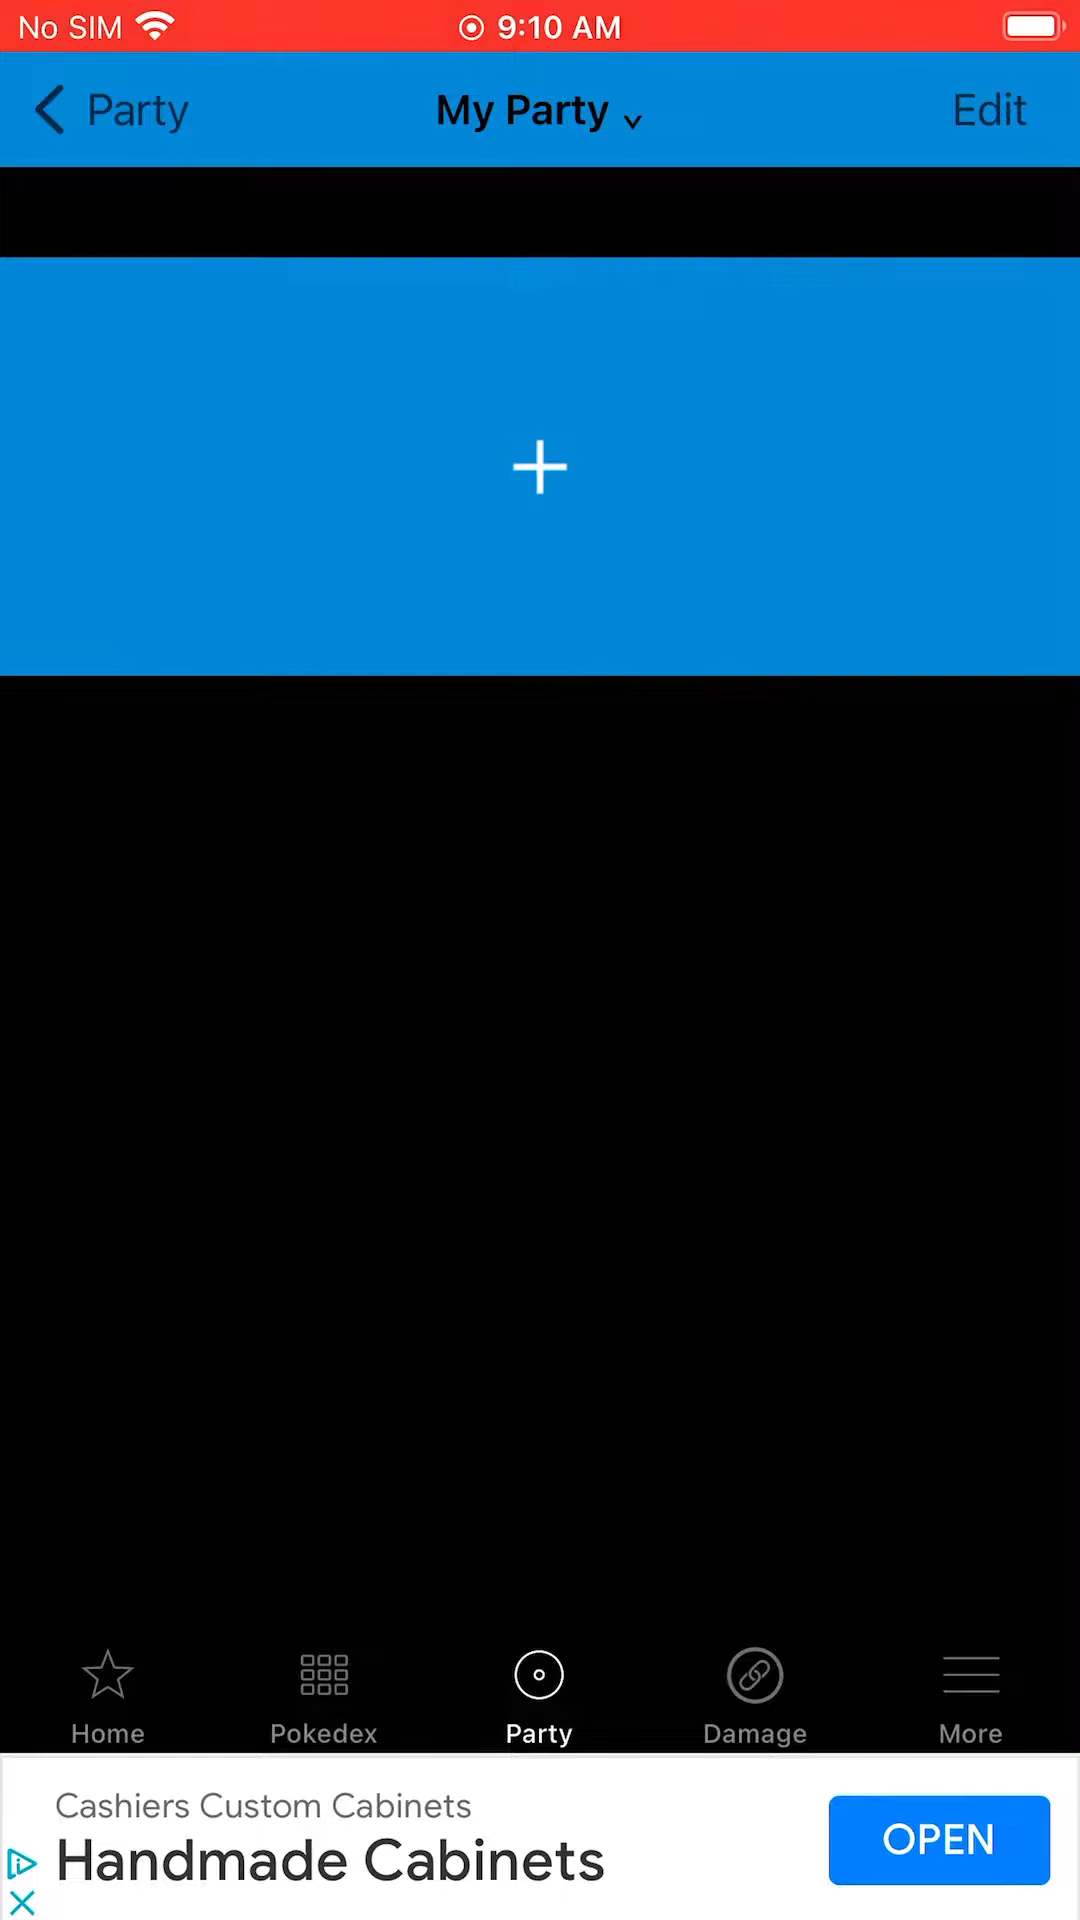 No SIM 9:10 AM
Party My Party Edit
Home Pokedex Party Damage More
Cashiers Custom Cabinets
Handmade Cabinets
OPEN